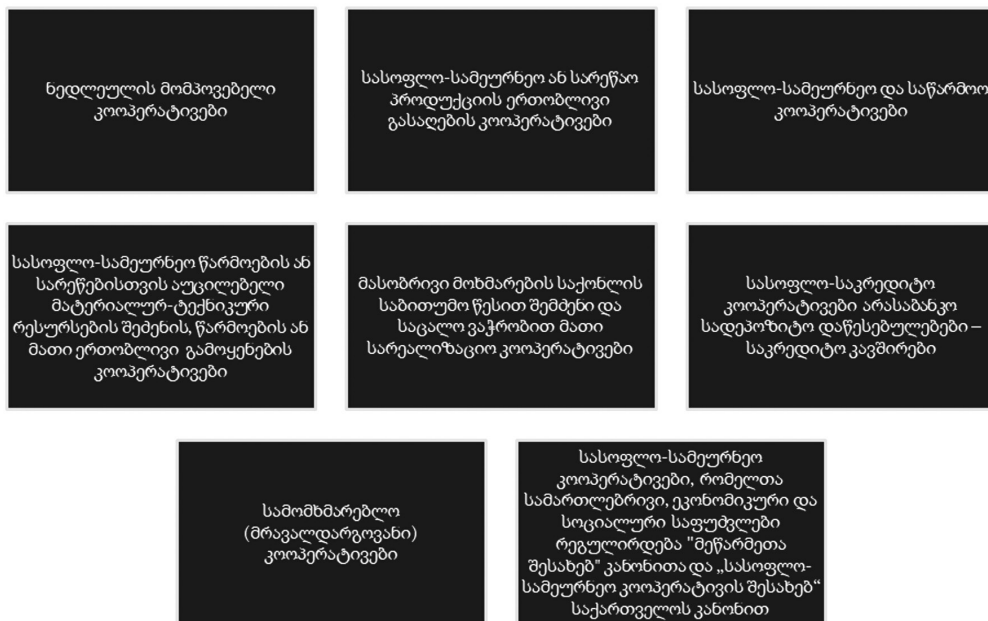 ნედლეულის მომპოვებელი
კოოპერატივები
სასოფლო-სამეურნეო ან სარეწაო
პროდუქციის ერთობლივი
გასაღების კოოპერატივები
სასოფლო-სამეურნეო და საწარმოო
კოოპერატივები
სასოფლო-სამეურნეო წარმოების ან
სარეწებისთვის აუცილებელი
მატერიალურ-ტექნიკური
რესურსების შეძენის, წარმოების ან
მათი ერთობლივი გამოყენების
კოოპერატივები
მასობრივი მოხმარების საქონლის
საბითუმო წესით შემძენი და
საცალო ვაჭრობით მათი
სარეალიზაციო კოოპერატივები
სასოფლო-საკრედიტო
კოოპერატივები არასაბანკო
სადეპოზიტო დაწესებულებები –
საკრედიტო კავშირები
სამომხმარებლო
(მრავალდარგოვანი)
კოოპერატივები
სასოფლო-სამეურნეო
კოოპერატივები, რომელთა
სამართლებრივი, ეკონომიკური და
სოციალური საფუძვლები
რეგულირდება "მეწარმეთა
შესახებ" კანონითა და „სასოფლო-
სამეურნეო კოოპერატივის შესახებ“
საქართველოს კანონით